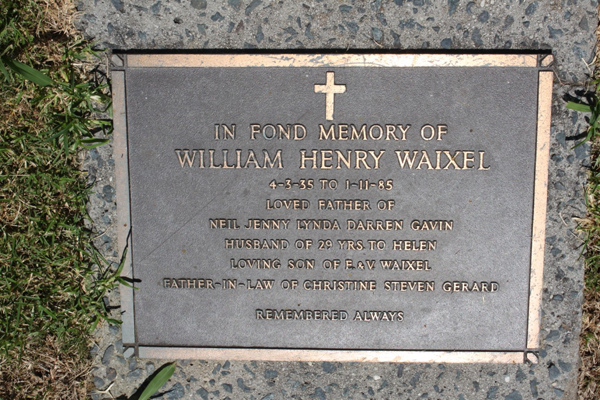 IN FOND MEMORY OF
WILLIAM HENRY WAIXEL
4-3-35 TO 1-11-85
LOVED FATHER OF
NEIL JENNY LYNDA DARREN GAVIN
HUSBAND OF 29 YRS. TO HELEN
LOVING SON OF E.&V. WAIXEL
FATHER-IN-LAW OF CHRISTINE STEVEN GERARD
REMEMBERED ALWAYS